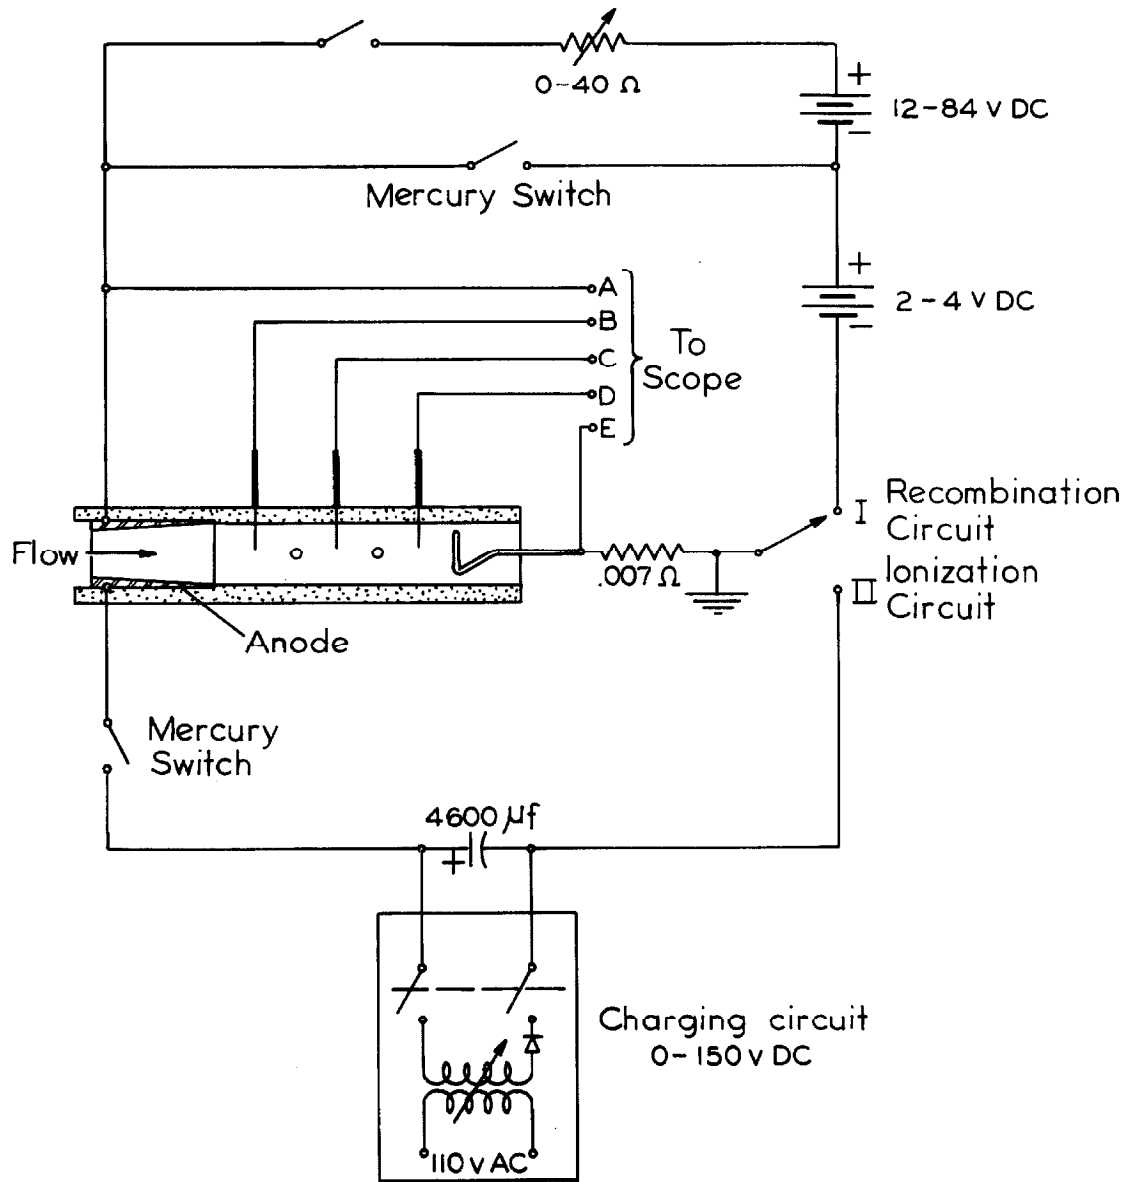 0-40 Ω
+
12-84 v DC
−
Mercury Switch
+
2-4 v DC
−
A
B
C
D
E
To
Scope
I
Recombination
Circuit
Flow
.007 Ω
II
Ionization
Circuit
Anode
Mercury
Switch
4600 μf
+
Charging circuit
0-150 v DC
110 v AC